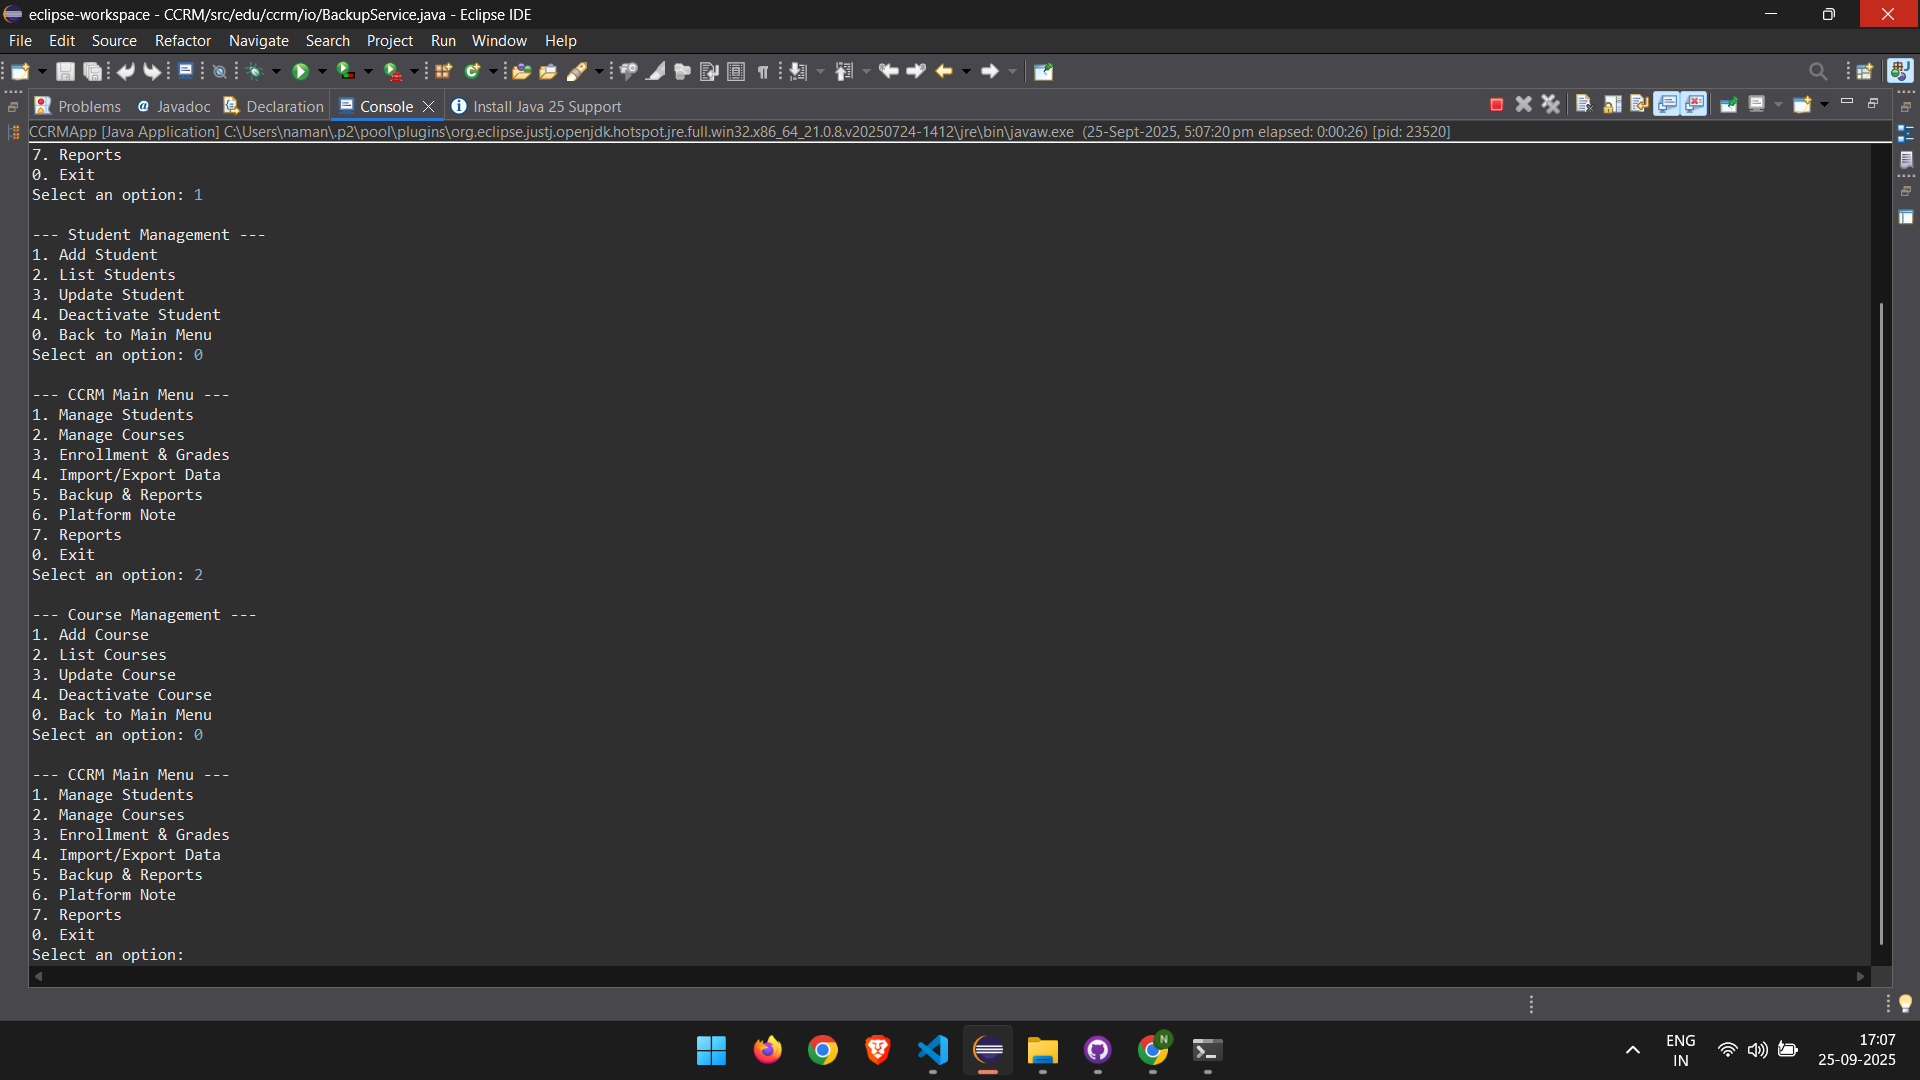 eclipse-workspace - CCRM/src/edu/ccrm/io/BackupService.java - Eclipse IDE
File Edit Source Refactor Navigate Search Project Run Window Help
Problems @ Javadoc Declaration Console Install Java 25 Support
CCRMApp [Java Application] C:\Users\naman\.p2\pool\plugins\org.eclipse.justj.openjdk.hotspot.jre.full.win32.x86_64_21.0.8.v20250724-1412\jre\bin\javaw.exe (25-Sept-2025, 5:07:20 pm elapsed: 0:00:26) [pid: 23520]
7. Reports
0. Exit
Select an option: 1
--- Student Management ---
1. Add Student
2. List Students
3. Update Student
4. Deactivate Student
0. Back to Main Menu
Select an option: 0
--- CCRM Main Menu ---
1. Manage Students
2. Manage Courses
3. Enrollment & Grades
4. Import/Export Data
5. Backup & Reports
6. Platform Note
7. Reports
0. Exit
Select an option: 2
--- Course Management ---
1. Add Course
2. List Courses
3. Update Course
4. Deactivate Course
0. Back to Main Menu
Select an option: 0
--- CCRM Main Menu ---
1. Manage Students
2. Manage Courses
3. Enrollment & Grades
4. Import/Export Data
5. Backup & Reports
6. Platform Note
7. Reports
0. Exit
Select an option:
N
ENG
IN
17:07
25-09-2025